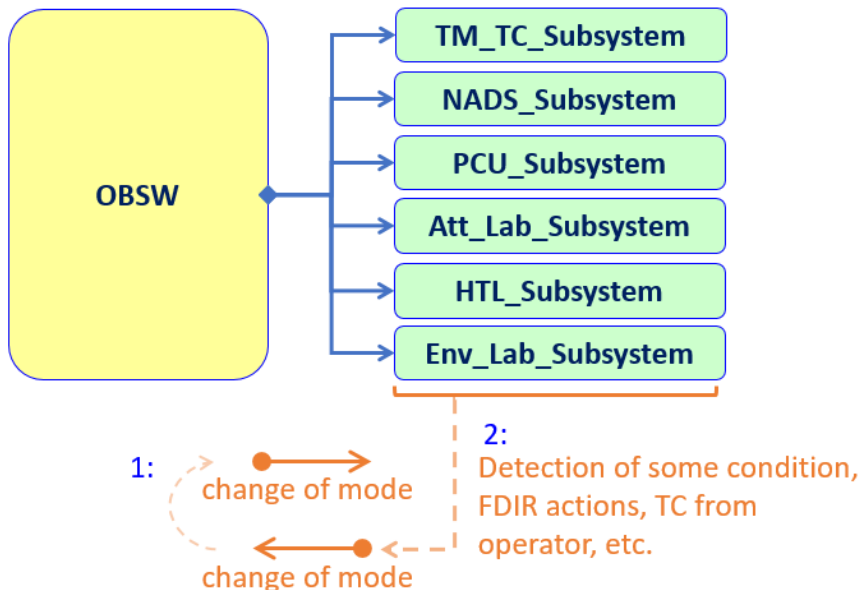 OBSW
TM_TC_Subsystem
NADS_Subsystem
PCU_Subsystem
Att_Lab_Subsystem
HTL_Subsystem
Env_Lab_Subsystem
1:
change of mode
change of mode
2:
Detection of some condition,
FDIR actions, TC from
operator, etc.